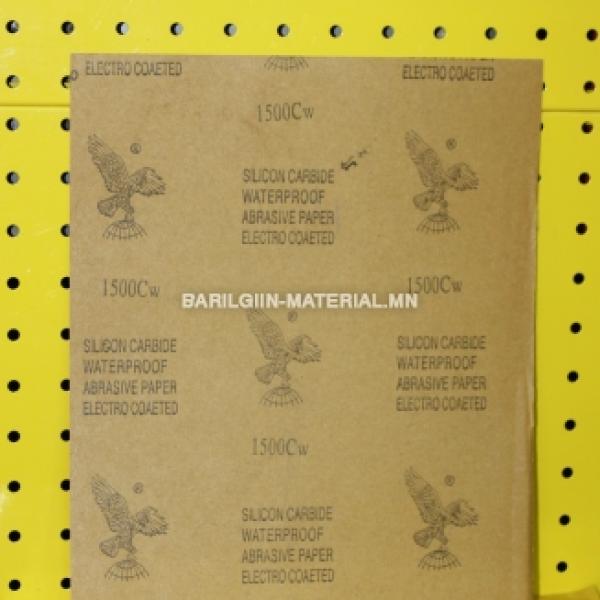 ELECTRO COAETED
ELECTRO COAETED
1500Cw
®
®
SILICON CARBIDE
WATERPROOF
ABRASIVE PAPER
ELECTRO COAETED
1500Cw
1500Cw
BARILGIIN-MATERIAL.MN
®
SILIGON CARBIDE
WATERPROOF
ABRASIVE PAPER
ELECTRO COAETED
SILICON CARBIDE
WATERPROOF
ABRASIVE PAPER
ELECTRO COAETED
1500Cw
®
®
SILICON CARBIDE
WATERPROOF
ABRASIVE PAPER
ELECTRO COAETED